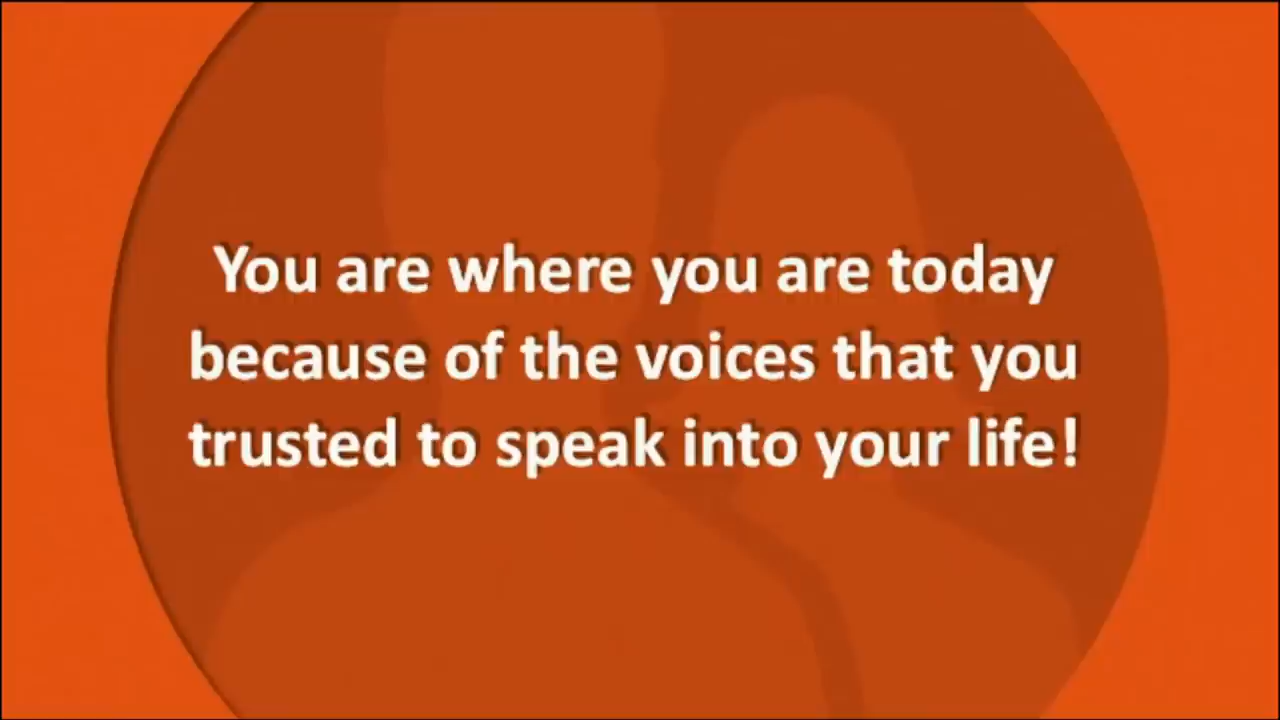 You are where you are today
because of the voices that you
trusted to speak into your life!